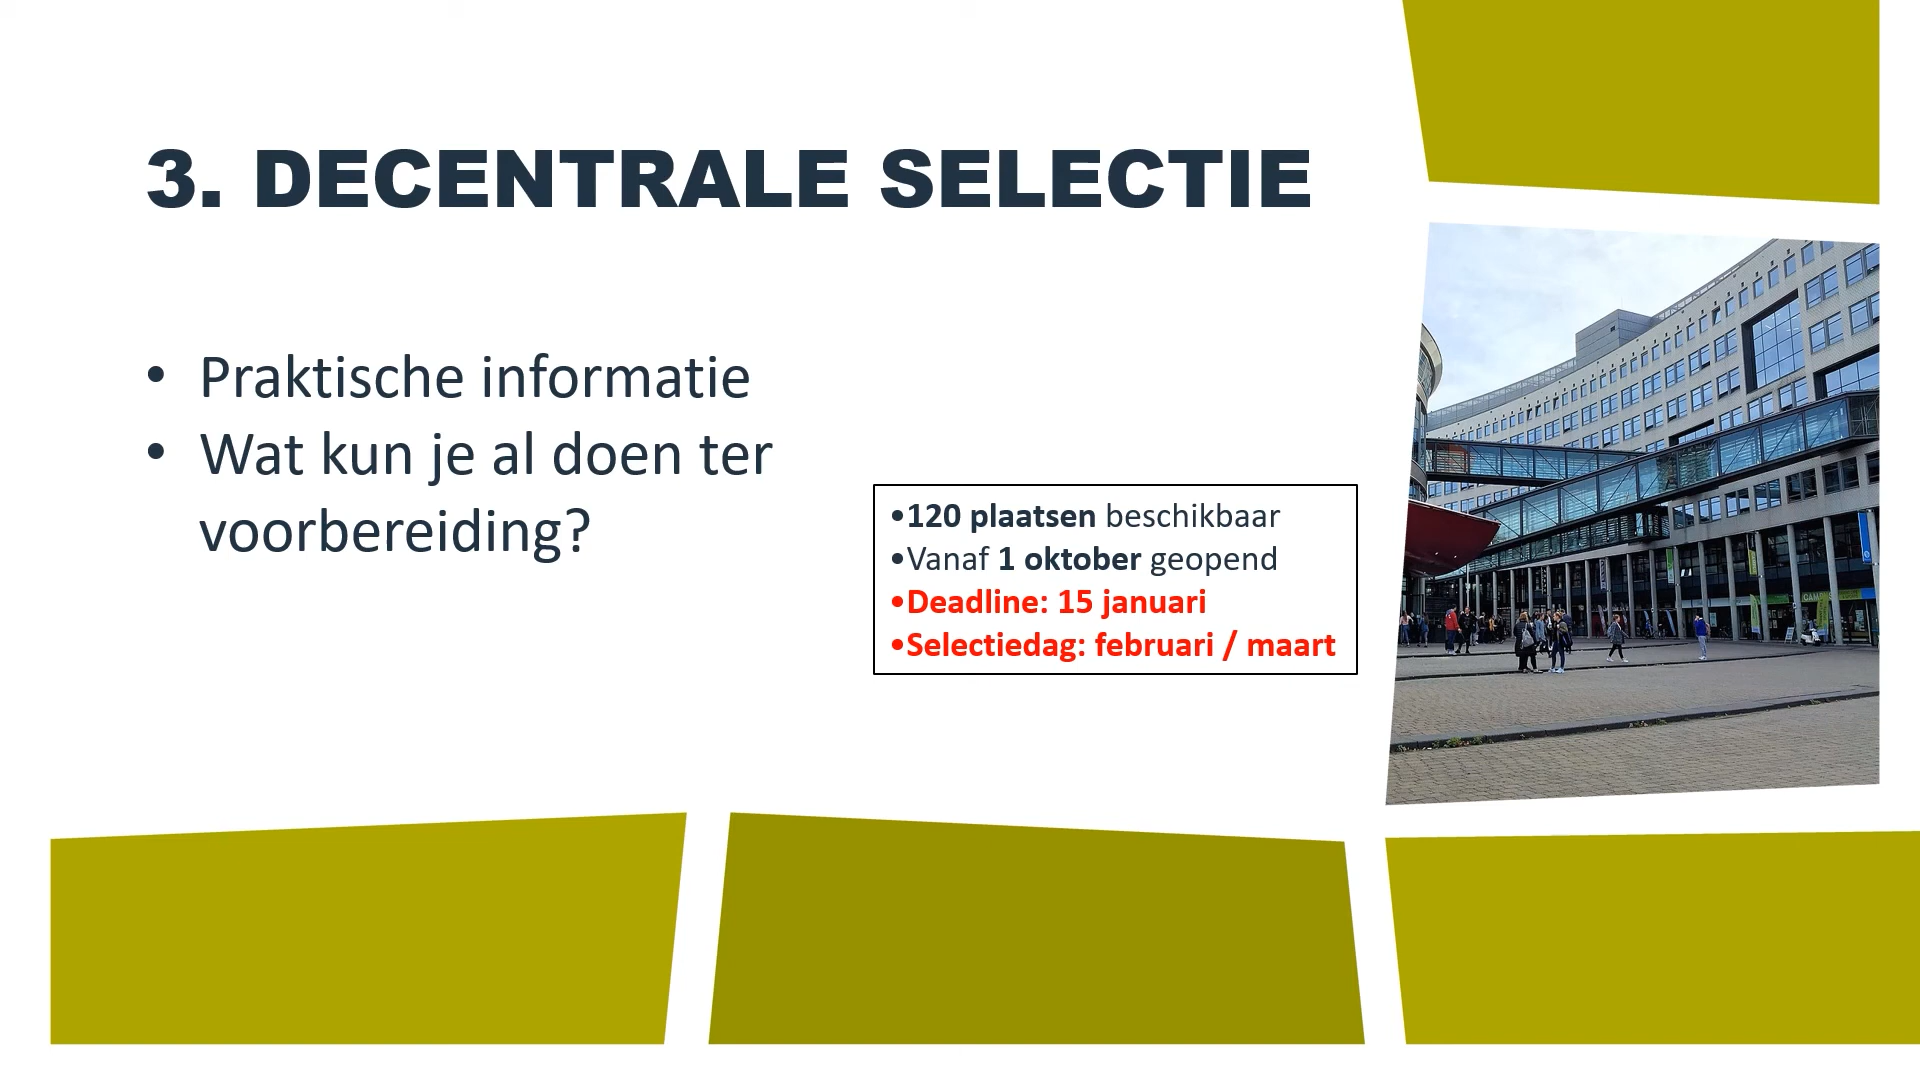 3. DECENTRALE SELECTIE
• Praktische informatie
• Wat kun je al doen ter
voorbereiding?
•120 plaatsen beschikbaar
•Vanaf 1 oktober geopend
•Deadline: 15 januari
•Selectiedag: februari / maart